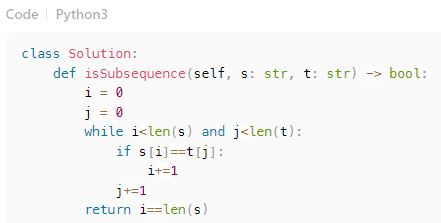 Code | Python3
class Solution:
    def isSubsequence(self, s: str, t: str) -> bool:
        i = 0
        j = 0
        while i<len(s) and j<len(t):
            if s[i]==t[j]:
                i+=1
            j+=1
        return i==len(s)